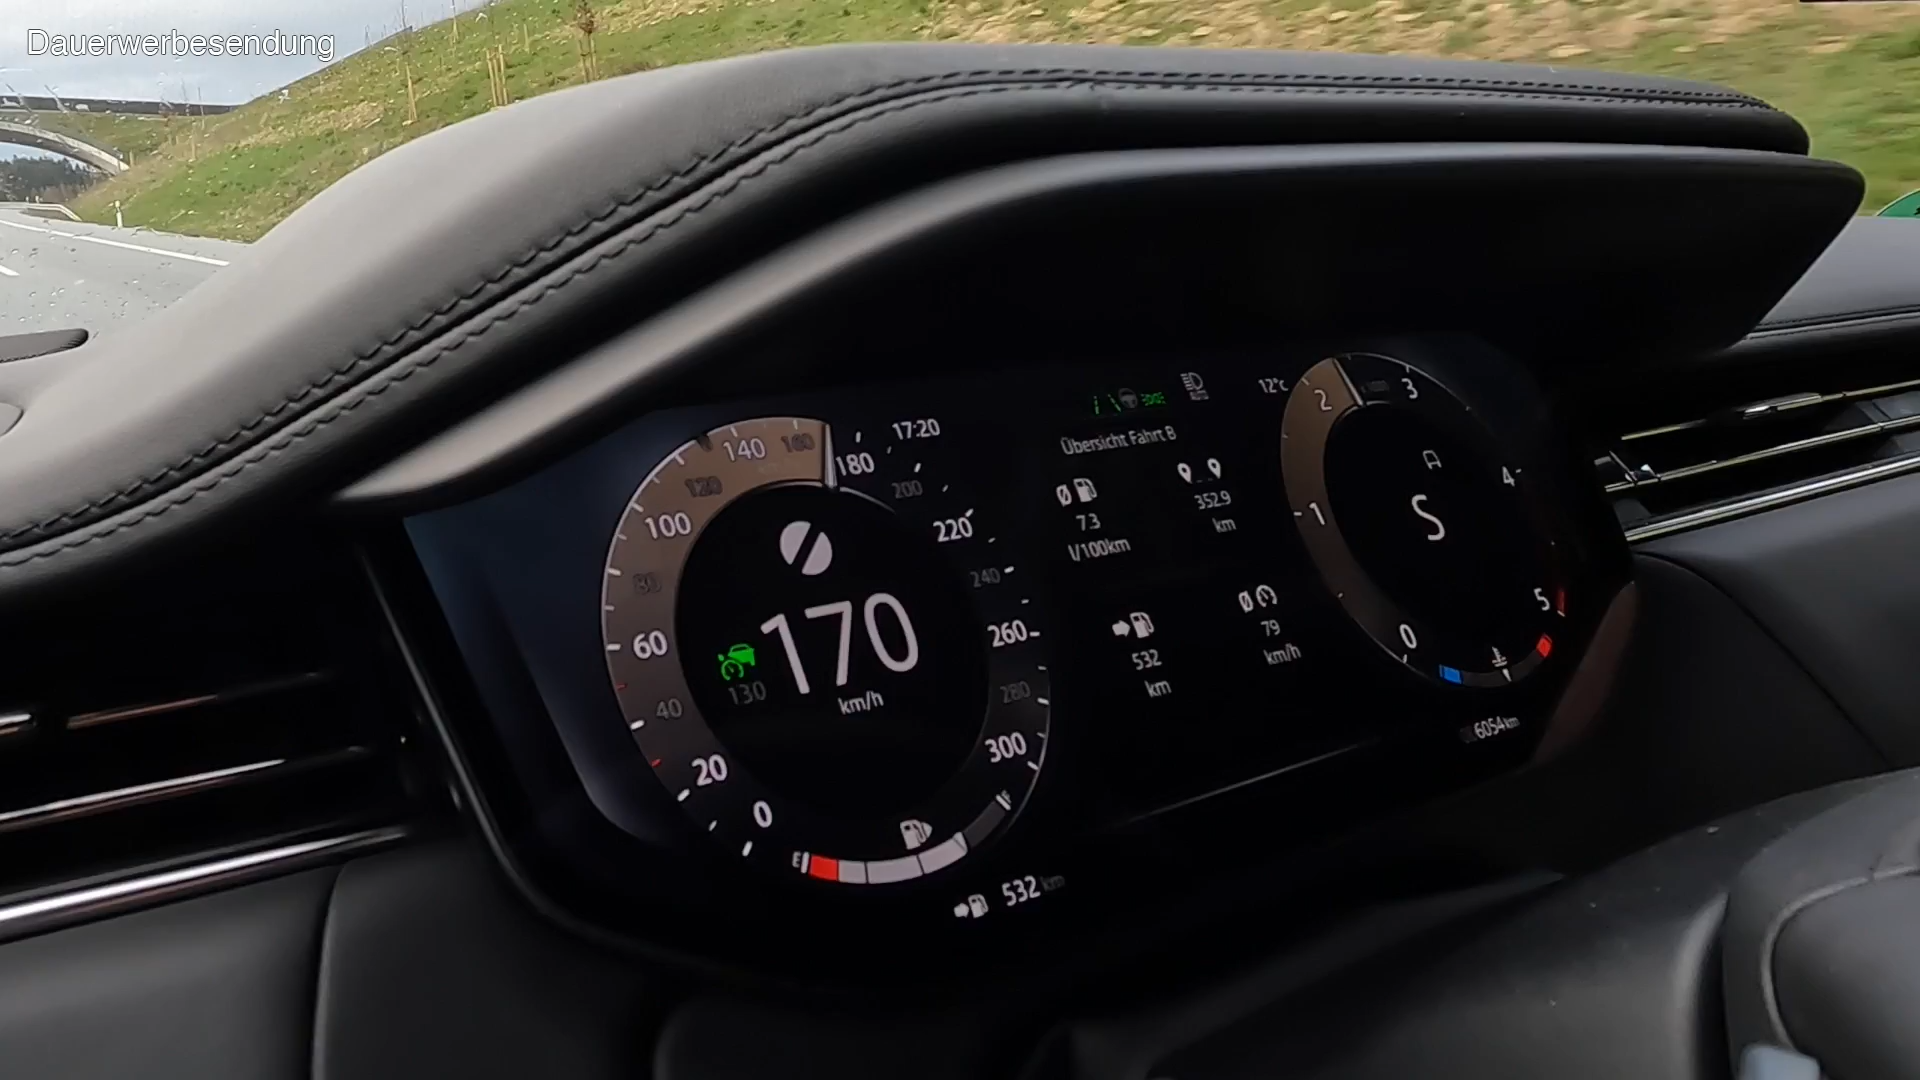 Dauerwerbesendung
17:20
12°C
Übersicht Fahrt B
7.3
l/100km
352.9
km
532
km
79
km/h
0
20
40
60
80
100
120
140
160
180
200
220
240
260
280
300
170
km/h
130
E
F
532 km
0
1
2
3
4
5
S
6054 km